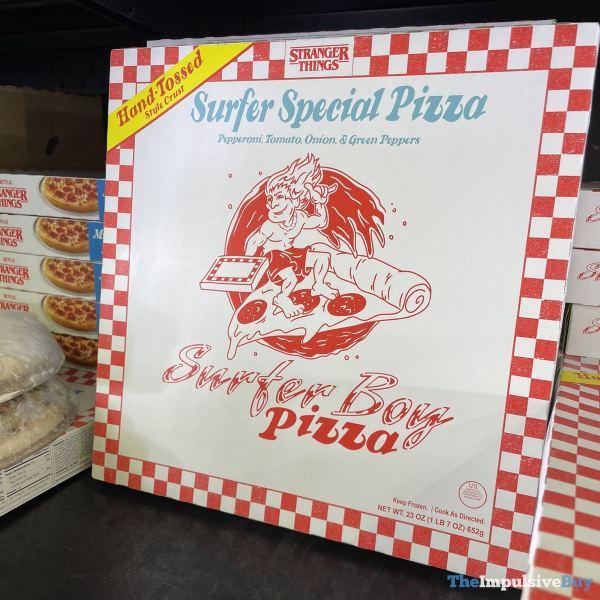 STRANGER
THINGS
Hand-Tossed
Style Crust
Surfer Special Pizza
Pepperoni, Tomato, Onion, & Green Peppers
Surfer Boy
Pizza
U.S.
Keep Frozen. | Cook As Directed.
NET WT. 23 OZ (1 LB 7 OZ) 652g
NETFLIX
STRANGER
THINGS
STRANGER
THINGS
STRANGER
THINGS
STRANGER
TheImpulsiveBuy